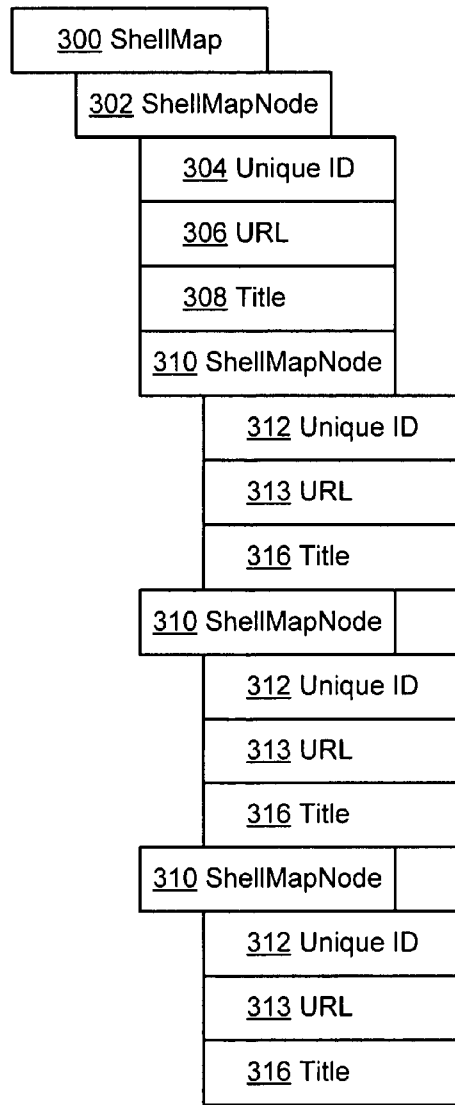 300 ShellMap
302 ShellMapNode
304 Unique ID
306 URL
308 Title
310 ShellMapNode
312 Unique ID
313 URL
316 Title
310 ShellMapNode
312 Unique ID
313 URL
316 Title
310 ShellMapNode
312 Unique ID
313 URL
316 Title